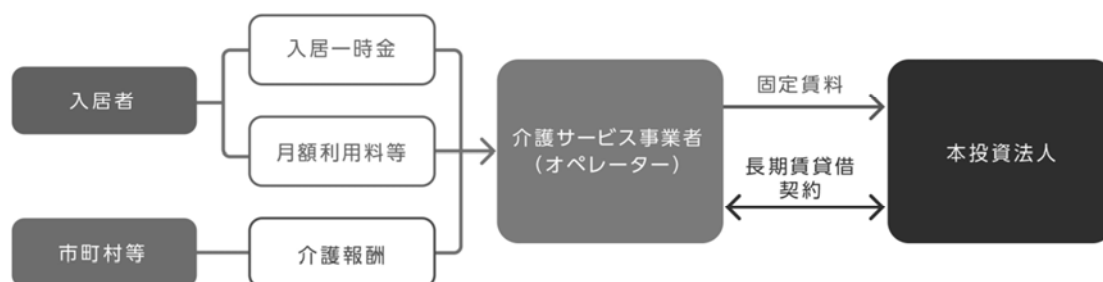 入居者
入居一時金
月額利用料等
市町村等
介護報酬
介護サービス事業者
（オペレーター）
固定賃料
長期賃貸借
契約
本投資法人